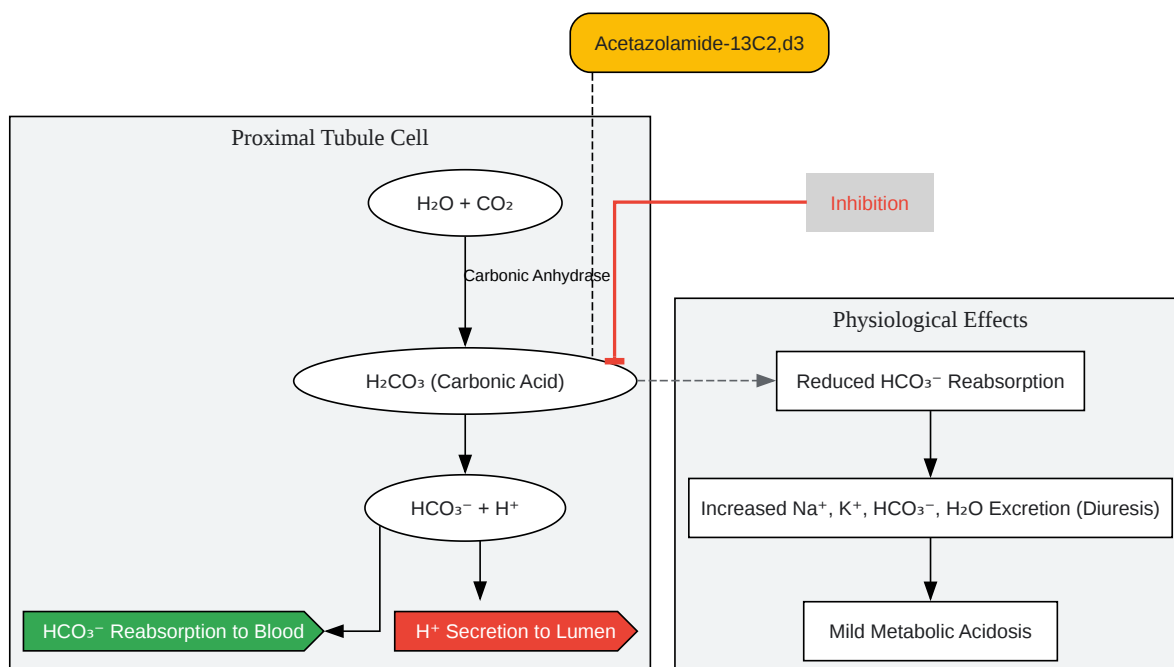 Acetazolamide-13C2,d3
Proximal Tubule Cell
H₂O + CO₂
Inhibition
Carbonic Anhydrase
Physiological Effects
H₂CO₃ (Carbonic Acid)
Reduced HCO₃⁻ Reabsorption
HCO₃⁻ + H⁺
Increased Na⁺, K⁺, HCO₃⁻, H₂O Excretion (Diuresis)
HCO₃⁻ Reabsorption to Blood
H⁺ Secretion to Lumen
Mild Metabolic Acidosis